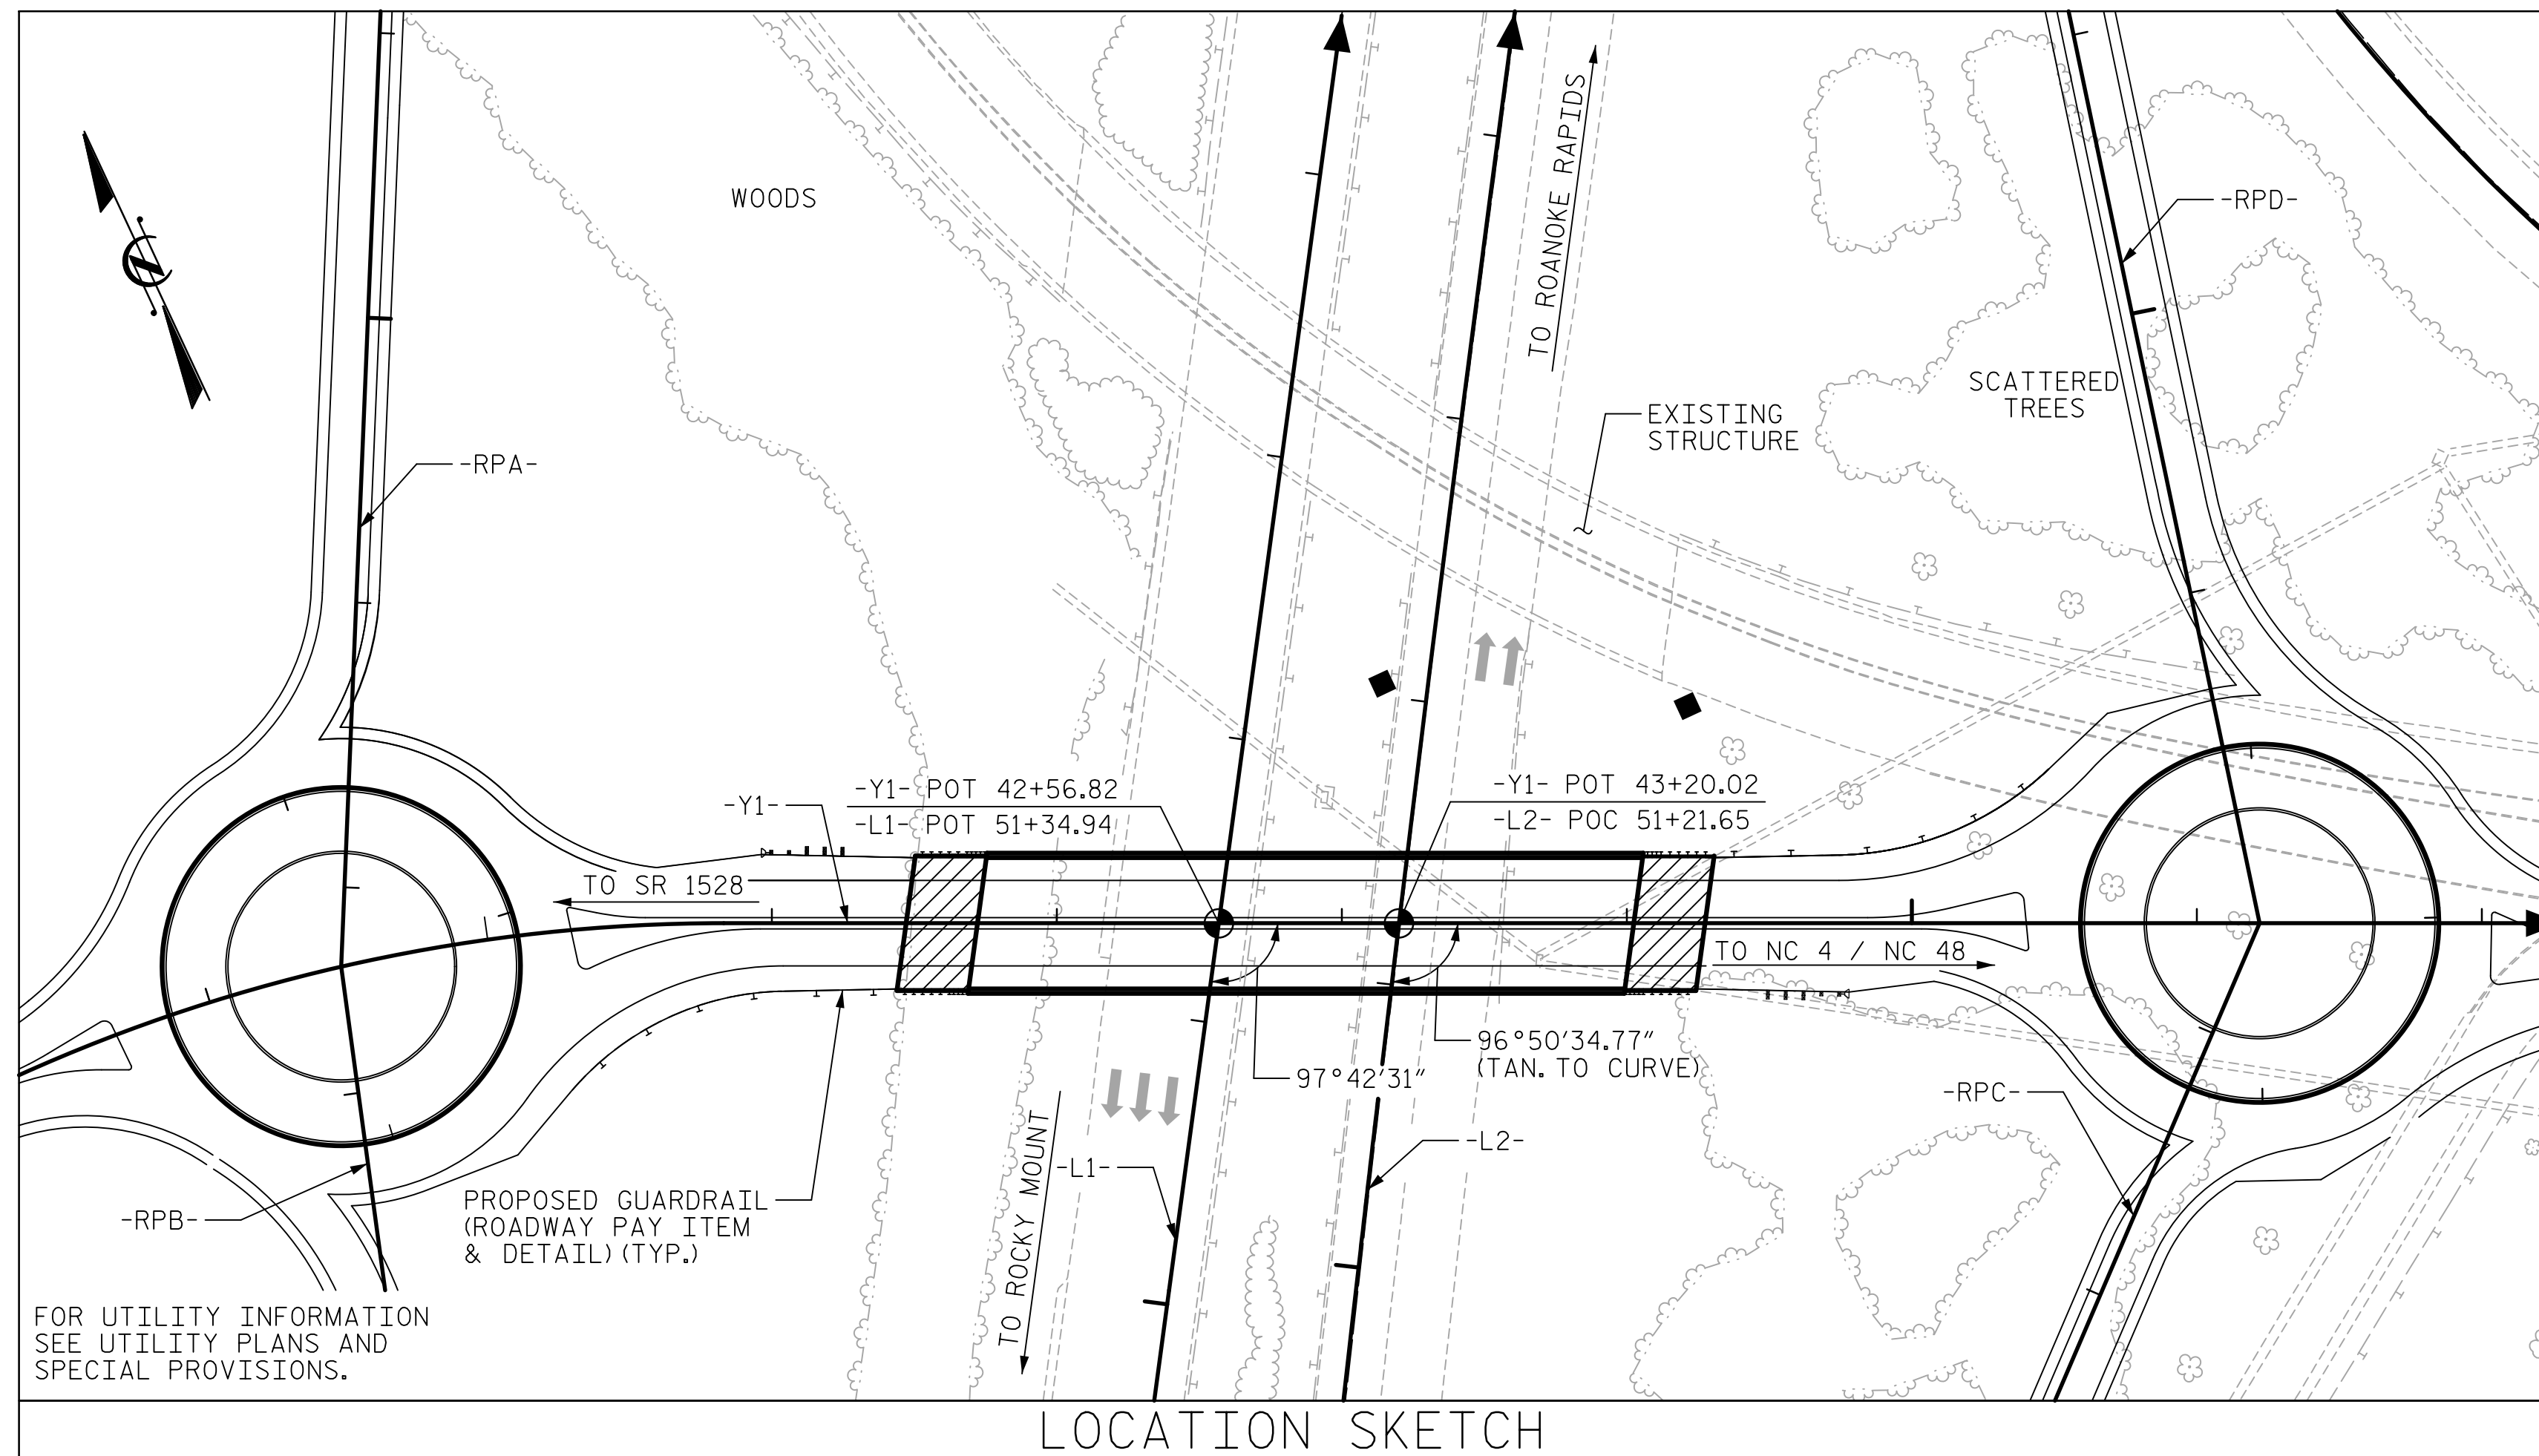 WOODS
TO ROANOKE RAPIDS
-RPD-
SCATTERED
TREES
EXISTING
STRUCTURE
-RPA-
-Y1-
-Y1- POT 42+56.82
-L1- POT 51+34.94
-Y1- POT 43+20.02
-L2- POC 51+21.65
TO SR 1528
TO NC 4 / NC 48
96°50'34.77"
(TAN. TO CURVE)
97°42'31"
-RPC-
-L2-
-L1-
TO ROCKY MOUNT
PROPOSED GUARDRAIL
(ROADWAY PAY ITEM
& DETAIL) (TYP.)
-RPB-
FOR UTILITY INFORMATION
SEE UTILITY PLANS AND
SPECIAL PROVISIONS.
LOCATION SKETCH